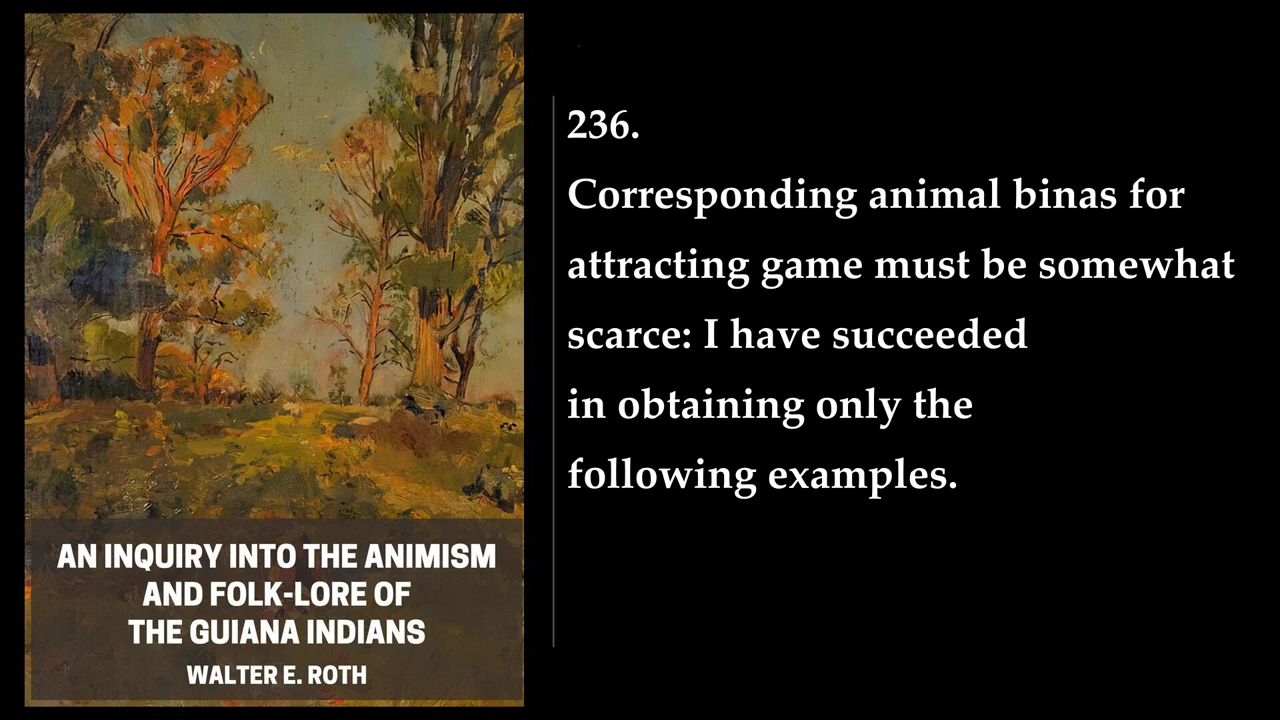 AN INQUIRY INTO THE ANIMISM
AND FOLK-LORE OF
THE GUIANA INDIANS
WALTER E. ROTH
236.
Corresponding animal binas for
attracting game must be somewhat
scarce: I have succeeded
in obtaining only the
following examples.